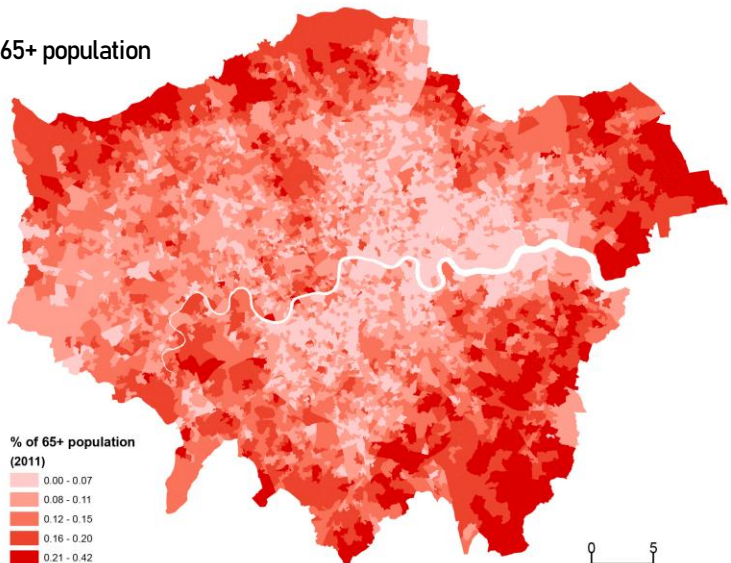 65+ population
% of 65+ population
(2011)
0.00 - 0.07
0.08 - 0.11
0.12 - 0.15
0.16 - 0.20
0.21 - 0.42
0 5